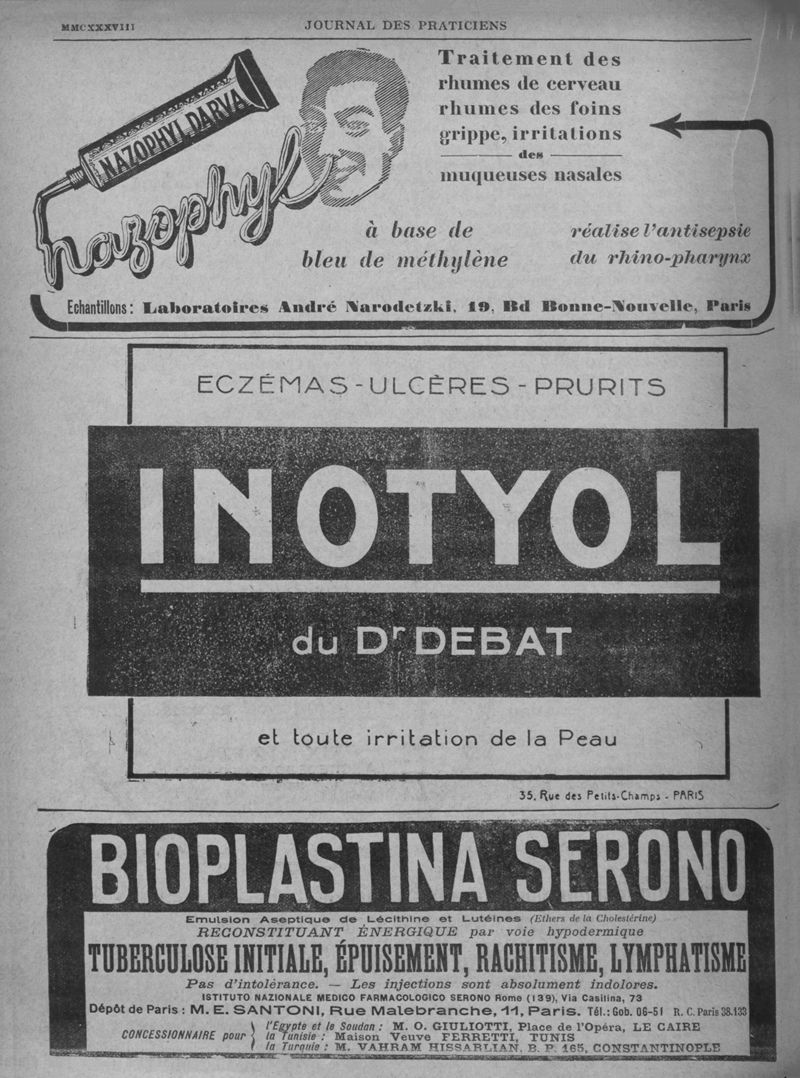 MMCXXXVIII
JOURNAL DES PRATICIENS
NAZOPHYL DARVA
nazophyl
Traitement des
rhumes de cerveau
rhumes des foins
grippe, irritations
des
muqueuses nasales
à base de
bleu de méthylène
réalise l'antisepsie
du rhino-pharynx
Echantillons : Laboratoires André Narodetzki, 19, Bd Bonne-Nouvelle, Paris
ECZÉMAS - ULCÈRES - PRURITS
INOTYOL
du Dr DEBAT
et toute irritation de la Peau
35, Rue des Petits-Champs - PARIS
BIOPLASTINA SERONO
Emulsion Aseptique de Lécithine et Lutéines (Ethers de la Cholestérine)
RECONSTITUANT ÉNERGIQUE par voie hypodermique
TUBERCULOSE INITIALE, ÉPUISEMENT, RACHITISME, LYMPHATISME
Pas d'intolérance. — Les injections sont absolument indolores.
ISTITUTO NAZIONALE MEDICO FARMACOLOGICO SERONO Rome (139), Via Casilina, 73
Dépôt de Paris : M. E. SANTONI, Rue Malebranche, 11, Paris. Tél.: Gob. 06-51 R. C. Paris 38.133
CONCESSIONNAIRE pour
l'Egypte et le Soudan : M. O. GIULIOTTI, Place de l'Opéra, LE CAIRE
la Tunisie : Maison Veuve FERRETTI, TUNIS
la Turquie : M. VAHRAM HISSARLIAN, B. P. 165, CONSTANTINOPLE